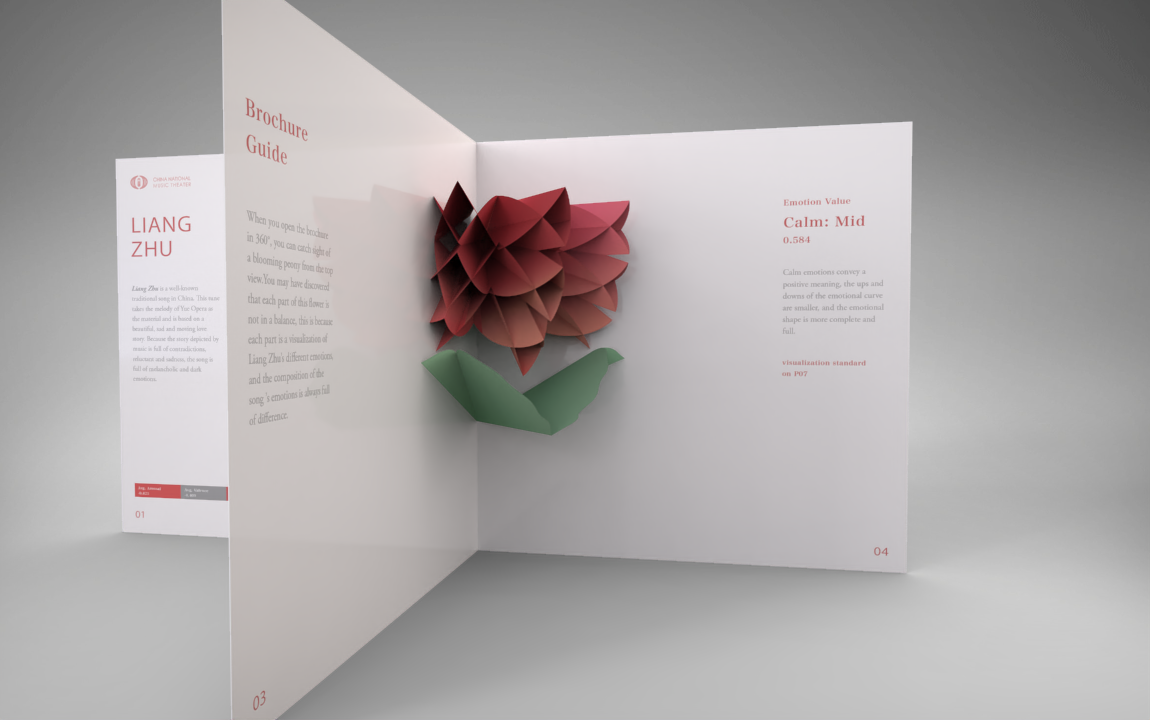 CHINA NATIONAL
MUSIC THEATER
LIANG
ZHU
Liang Zhu is a well-known
traditional song in China. This tune
takes the melody of Yue Opera as
the material and is based on a
beautiful, sad and moving love
story. Because the story depicted by
music is full of contradictions,
reluctance and sadness, the song is
full of melancholic and dark
emotions.
01
Brochure
Guide
When you open the brochure
in 360°, you can catch sight of
a blooming peony from the top
view.You may have discovered
that each part of this flower is
not in a balance, this is because
each part is a visualization of
Liang Zhu's different emotions
and the composition of the
song 's emotions is always full
of difference.
03
Emotion Value
Calm: Mid
0.584
Calm emotions convey a
positive meaning, the ups and
downs of the emotional curve
are smaller, and the emotional
shape is more complete and
full.
visualization standard
on P07
04